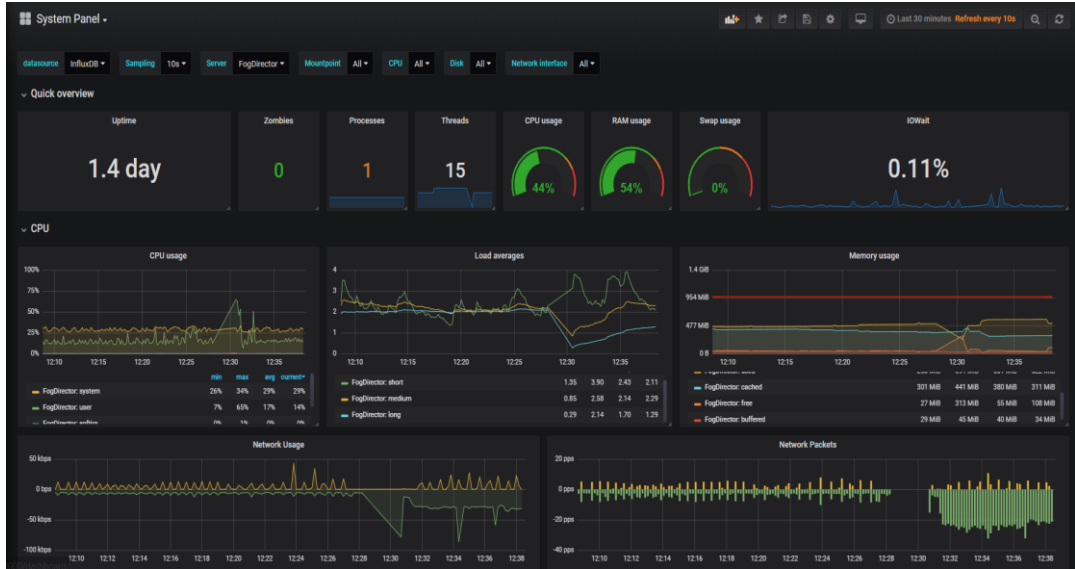 System Panel
Last 30 minutes Refresh every 10s
datasource InfluxDB Sampling 10s Server FogDirector Mountpoint All CPU All Disk All Network interface All
Quick overview
Uptime Zombies Processes Threads CPU usage RAM usage Swap usage IOWait
1.4 day 0 1 15 44% 54% 0% 0.11%
CPU
CPU usage
100%
75%
50%
25%
0%
12:10 12:15 12:20 12:25 12:30 12:35
min max avg current
FogDirector: system 26% 34% 29% 29%
FogDirector: user 7% 65% 17% 14%
FogDirector: softirq 0% 1% 0% 0%
Load averages
4
3
2
1
0
12:10 12:15 12:20 12:25 12:30 12:35
FogDirector: short 1.35 3.90 2.43 2.11
FogDirector: medium 0.85 2.58 2.14 2.29
FogDirector: long 0.29 2.14 1.70 1.29
Memory usage
1.4 GiB
954 MiB
477 MiB
0 B
12:10 12:15 12:20 12:25 12:30 12:35
FogDirector: cached 301 MiB 441 MiB 380 MiB 311 MiB
FogDirector: free 27 MiB 313 MiB 55 MiB 108 MiB
FogDirector: buffered 29 MiB 45 MiB 40 MiB 34 MiB
Network Usage
50 kbps
0 bps
-50 kbps
-100 kbps
12:10 12:12 12:14 12:16 12:18 12:20 12:22 12:24 12:26 12:28 12:30 12:32 12:34 12:36 12:38
Network Packets
20 pps
0 pps
-20 pps
-40 pps
12:10 12:12 12:14 12:16 12:18 12:20 12:22 12:24 12:26 12:28 12:30 12:32 12:34 12:36 12:38